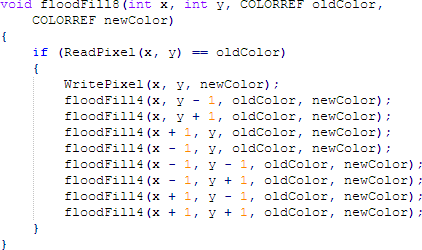 void floodFill8(int x, int y, COLORREF oldColor,
COLORREF newColor)
{
if (ReadPixel(x, y) == oldColor)
{
WritePixel(x, y, newColor);
floodFill4(x, y - 1, oldColor, newColor);
floodFill4(x, y + 1, oldColor, newColor);
floodFill4(x + 1, y, oldColor, newColor);
floodFill4(x - 1, y, oldColor, newColor);
floodFill4(x - 1, y - 1, oldColor, newColor);
floodFill4(x - 1, y + 1, oldColor, newColor);
floodFill4(x + 1, y - 1, oldColor, newColor);
floodFill4(x + 1, y + 1, oldColor, newColor);
}
}